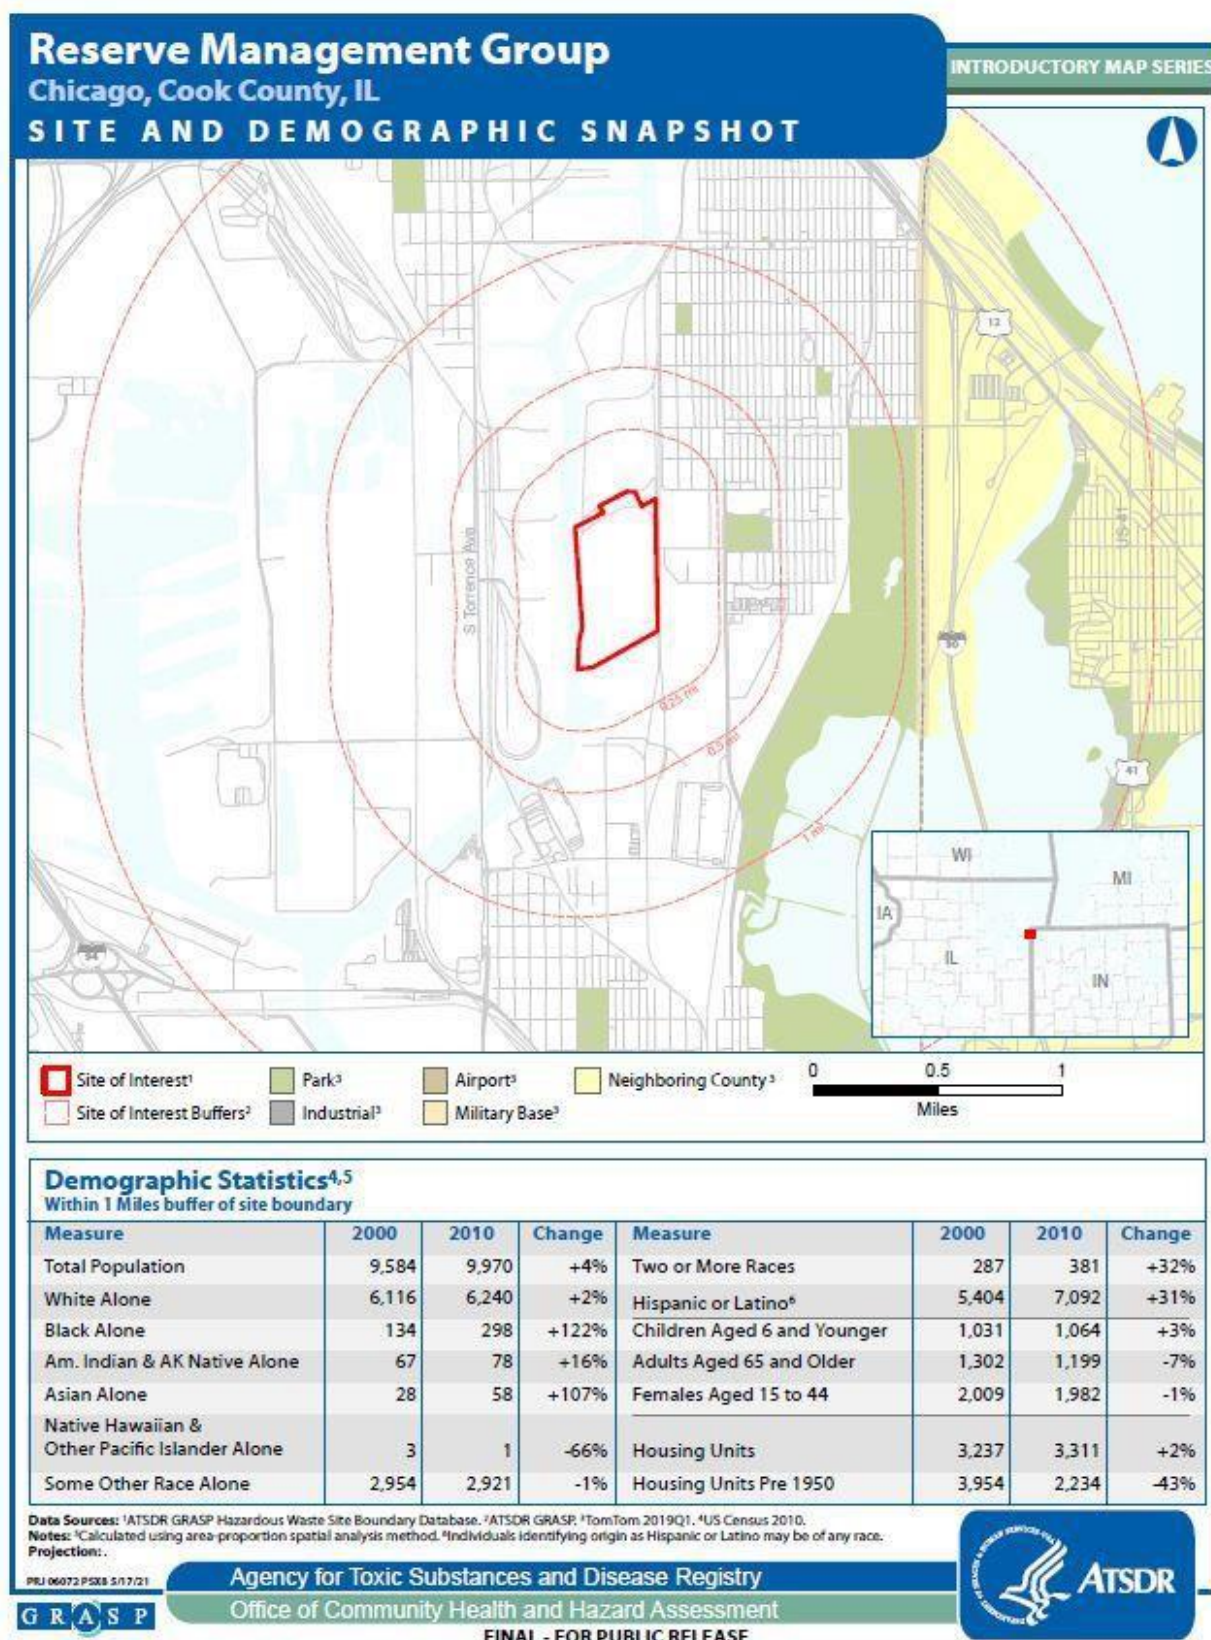 Reserve Management Group
Chicago, Cook County, IL
SITE AND DEMOGRAPHIC SNAPSHOT
INTRODUCTORY MAP SERIES
12
US-41
S Torrence Ave
90
0.25 mi
0.5 mi
1 mi
41
94
WI
MI
IA
IL
IN
Site of Interest¹
Park³
Airport³
Neighboring County³
Site of Interest Buffers²
Industrial³
Military Base³
0 0.5 1
Miles
Demographic Statistics⁴,⁵
Within 1 Miles buffer of site boundary
Measure 2000 2010 Change Measure 2000 2010 Change
Total Population 9,584 9,970 +4% Two or More Races 287 381 +32%
White Alone 6,116 6,240 +2% Hispanic or Latino⁶ 5,404 7,092 +31%
Black Alone 134 298 +122% Children Aged 6 and Younger 1,031 1,064 +3%
Am. Indian & AK Native Alone 67 78 +16% Adults Aged 65 and Older 1,302 1,199 -7%
Asian Alone 28 58 +107% Females Aged 15 to 44 2,009 1,982 -1%
Native Hawaiian &
Other Pacific Islander Alone 3 1 -66% Housing Units 3,237 3,311 +2%
Some Other Race Alone 2,954 2,921 -1% Housing Units Pre 1950 3,954 2,234 -43%
Data Sources: ¹ATSDR GRASP Hazardous Waste Site Boundary Database. ²ATSDR GRASP. ³TomTom 2019Q1. ⁴US Census 2010.
Notes: ⁵Calculated using area-proportion spatial analysis method. ⁶Individuals identifying origin as Hispanic or Latino may be of any race.
Projection: .
PRJ 06072 PSX8 5/17/21
Agency for Toxic Substances and Disease Registry
ATSDR
GRASP
Office of Community Health and Hazard Assessment
FINAL - FOR PUBLIC RELEASE